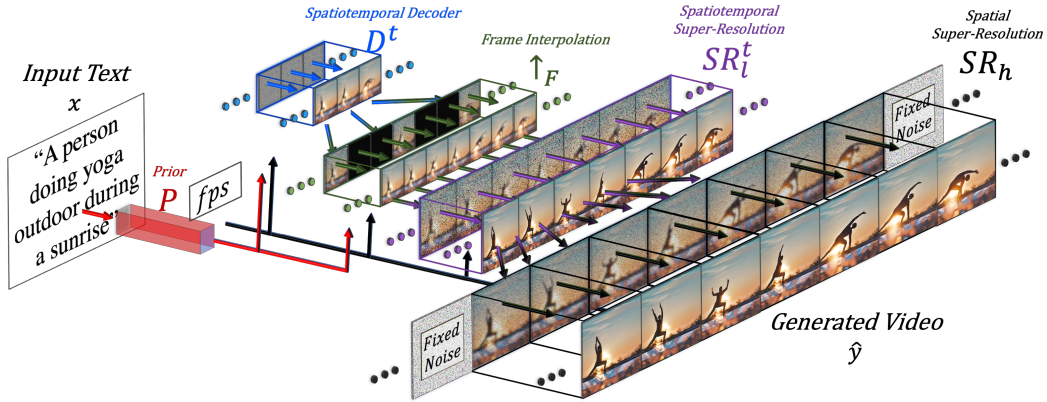 Input Text
x
“A person
doing yoga
outdoor during
a sunrise”
Prior
P
fps
Spatiotemporal Decoder
D^t
Frame Interpolation
↑_F
Spatiotemporal
Super-Resolution
SR_l^t
Spatial
Super-Resolution
SR_h
Fixed
Noise
Fixed
Noise
Generated Video
ŷ